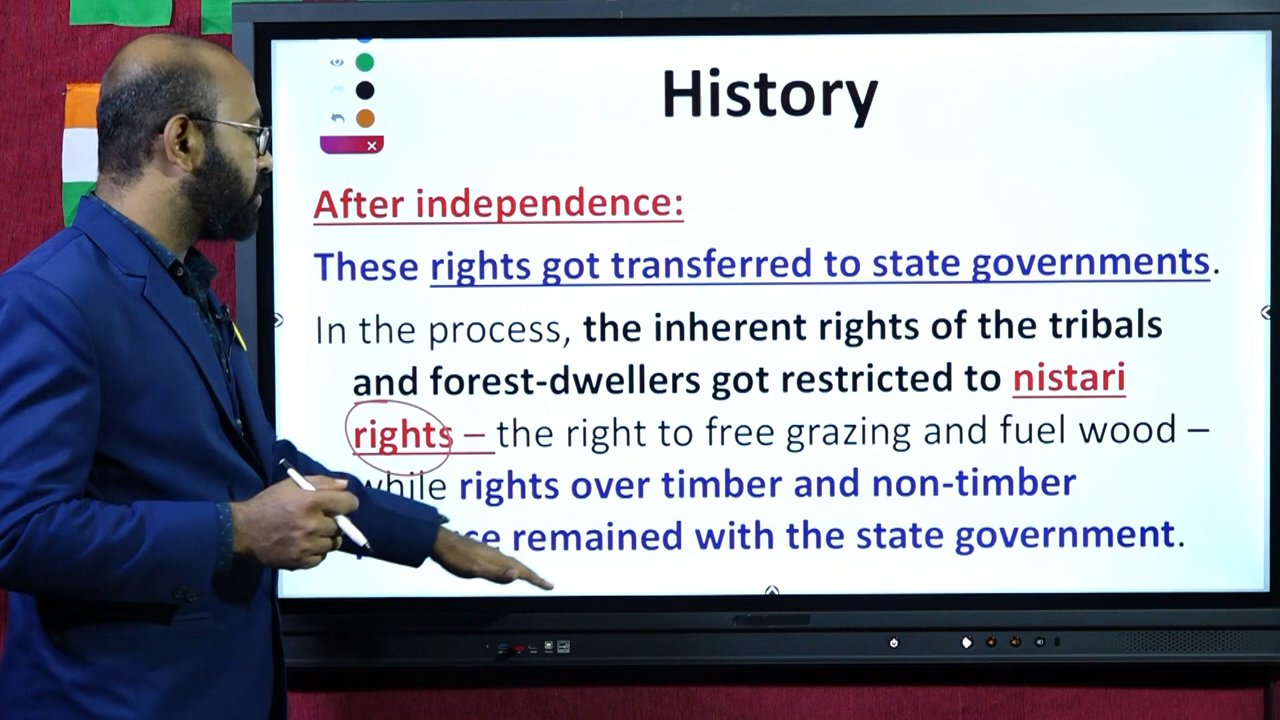 History
After independence:
These rights got transferred to state governments.
In the process, the inherent rights of the tribals
and forest-dwellers got restricted to nistari
rights – the right to free grazing and fuel wood –
while rights over timber and non-timber
remained with the state government.